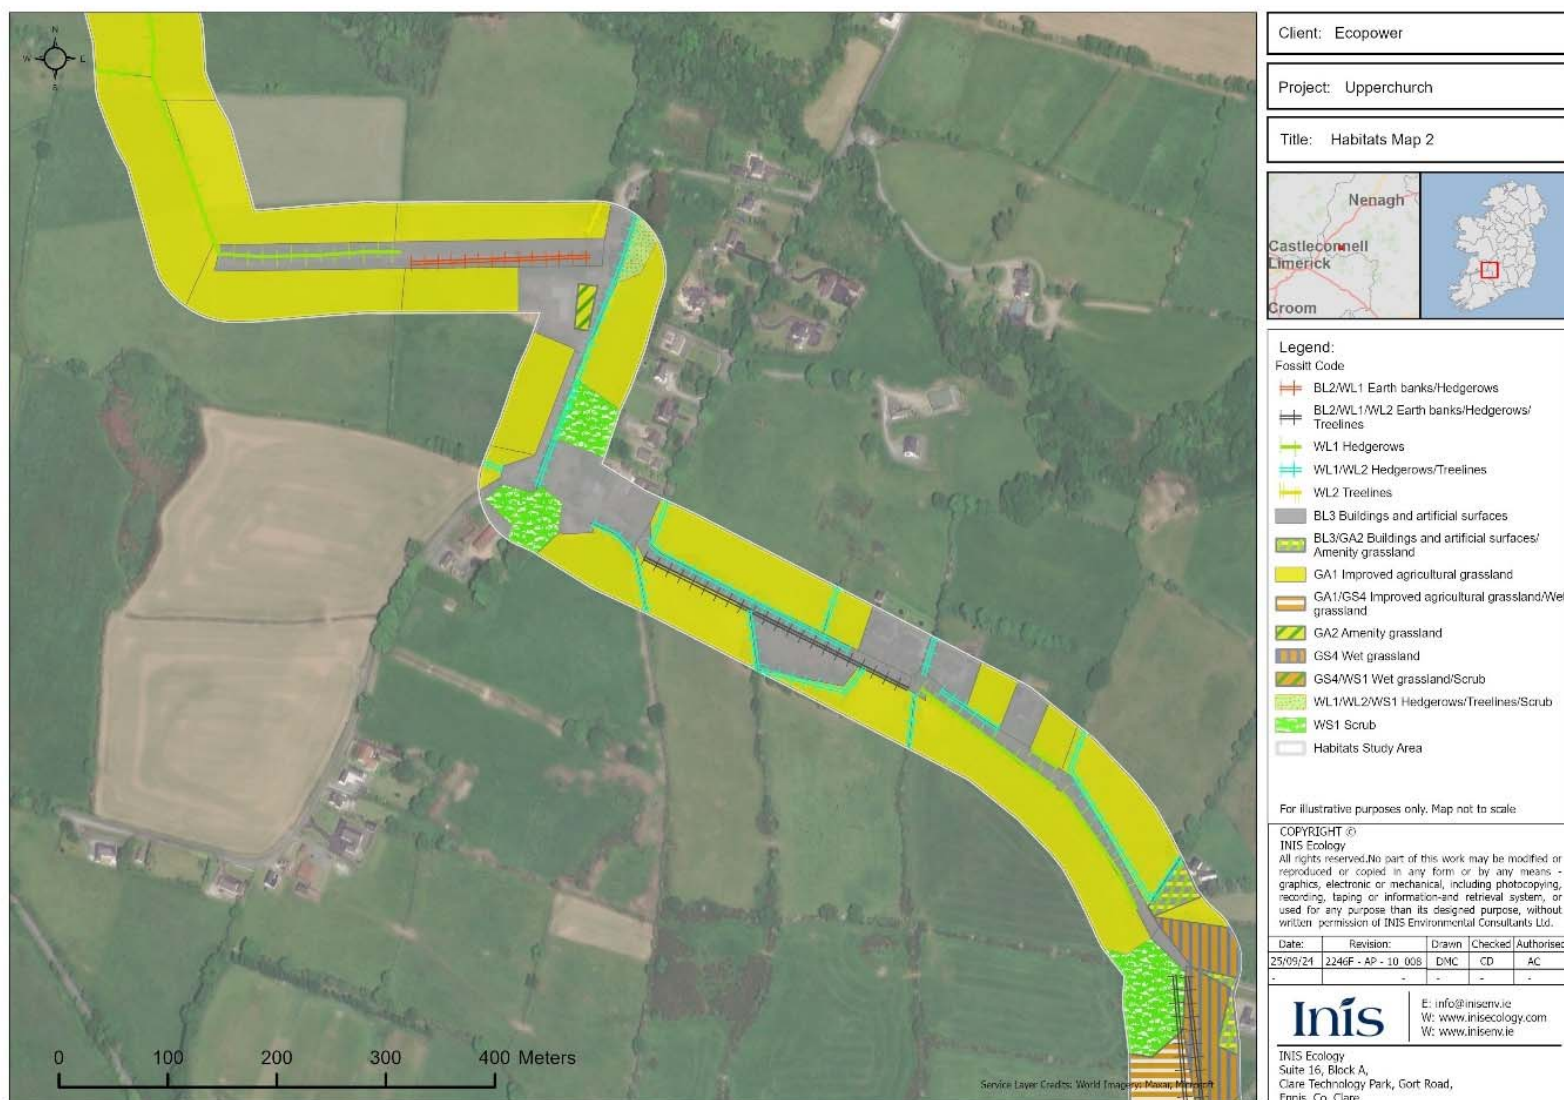 N
W E
S
0 100 200 300 400 Meters
Service Layer Credits: World Imagery: Maxar, Microsoft
Client: Ecopower
Project: Upperchurch
Title: Habitats Map 2
Nenagh
Castleconnell
Limerick
Croom
Legend:
Fossitt Code
BL2/WL1 Earth banks/Hedgerows
BL2/WL1/WL2 Earth banks/Hedgerows/
Treelines
WL1 Hedgerows
WL1/WL2 Hedgerows/Treelines
WL2 Treelines
BL3 Buildings and artificial surfaces
BL3/GA2 Buildings and artificial surfaces/
Amenity grassland
GA1 Improved agricultural grassland
GA1/GS4 Improved agricultural grassland/Wet
grassland
GA2 Amenity grassland
GS4 Wet grassland
GS4/WS1 Wet grassland/Scrub
WL1/WL2/WS1 Hedgerows/Treelines/Scrub
WS1 Scrub
Habitats Study Area
For illustrative purposes only. Map not to scale
COPYRIGHT ©
INIS Ecology
All rights reserved.No part of this work may be modified or
reproduced or copied in any form or by any means -
graphics, electronic or mechanical, including photocopying,
recording, taping or information-and retrieval system, or
used for any purpose than its designed purpose, without
written permission of INIS Environmental Consultants Ltd.
Date: Revision: Drawn Checked Authorised
25/09/24 2246F - AP - 10_008 DMC CD AC
- - - - -
Inis
E: info@inisenv.ie
W: www.inisecology.com
W: www.inisenv.ie
INIS Ecology
Suite 16, Block A,
Clare Technology Park, Gort Road,
Ennis, Co. Clare